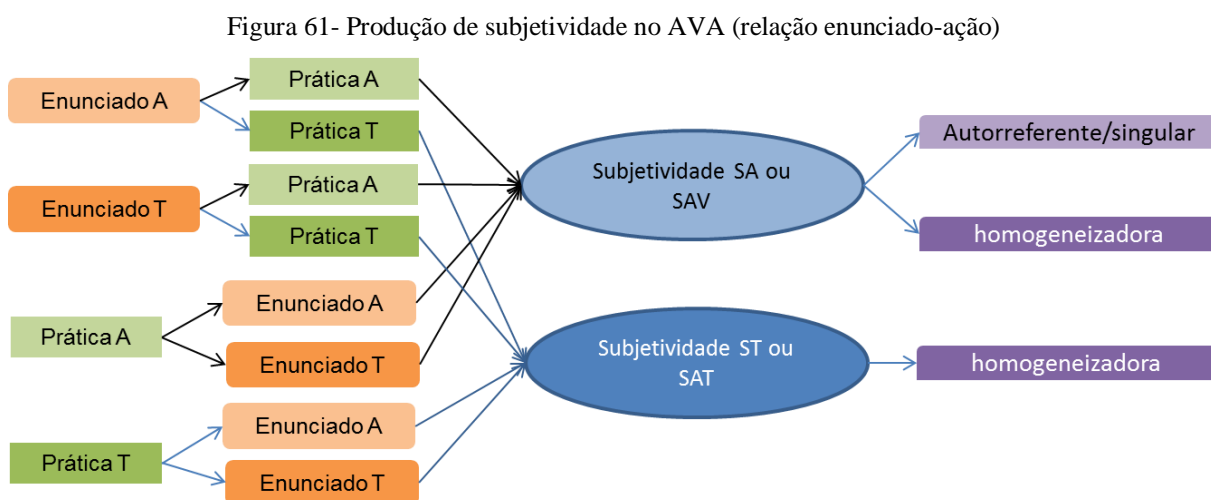 Figura 61- Produção de subjetividade no AVA (relação enunciado-ação)
Enunciado A
Prática A
Prática T
Enunciado T
Prática A
Prática T
Prática A
Enunciado A
Enunciado T
Prática T
Enunciado A
Enunciado T
Subjetividade SA ou
SAV
Subjetividade ST ou
SAT
Autorreferente/singular
homogeneizadora
homogeneizadora